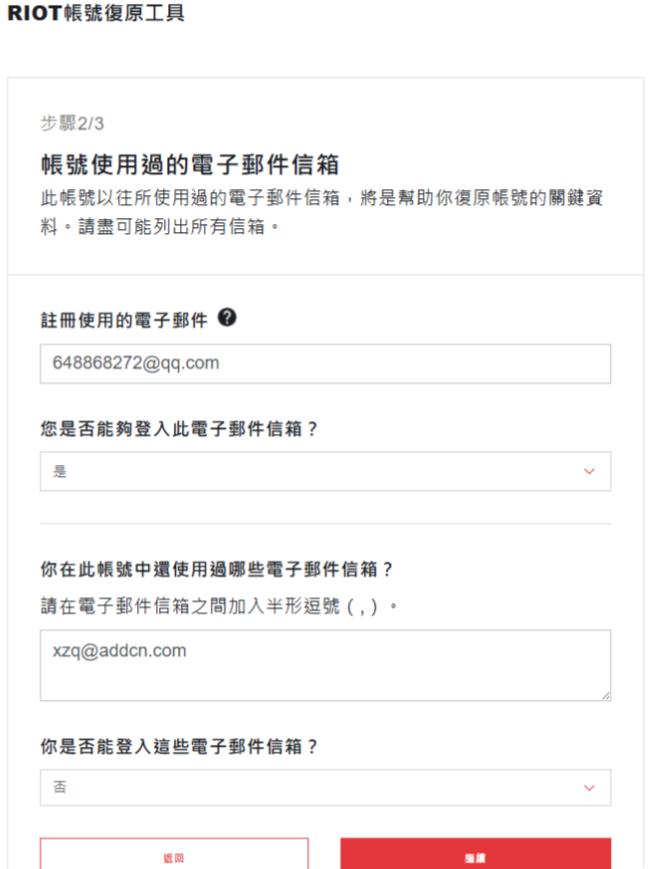 RIOT帳號復原工具
步驟2/3
帳號使用過的電子郵件信箱
此帳號以往所使用過的電子郵件信箱，將是幫助你復原帳號的關鍵資
料。請盡可能列出所有信箱。
註冊使用的電子郵件 ?
648868272@qq.com
您是否能夠登入此電子郵件信箱？
是
你在此帳號中還使用過哪些電子郵件信箱？
請在電子郵件信箱之間加入半形逗號 ( , ) 。
xzq@addcn.com
你是否能登入這些電子郵件信箱？
否
返回
繼續